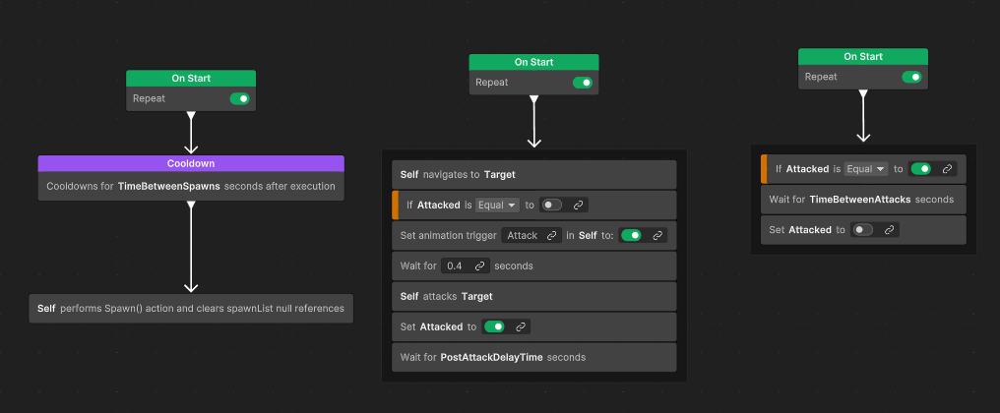 On Start
Repeat
Cooldown
Cooldowns for TimeBetweenSpawns seconds after execution
Self performs Spawn() action and clears spawnList null references
On Start
Repeat
Self navigates to Target
If Attacked is Equal to
Set animation trigger Attack in Self to:
Wait for 0.4 seconds
Self attacks Target
Set Attacked to
Wait for PostAttackDelayTime seconds
On Start
Repeat
If Attacked is Equal to
Wait for TimeBetweenAttacks seconds
Set Attacked to